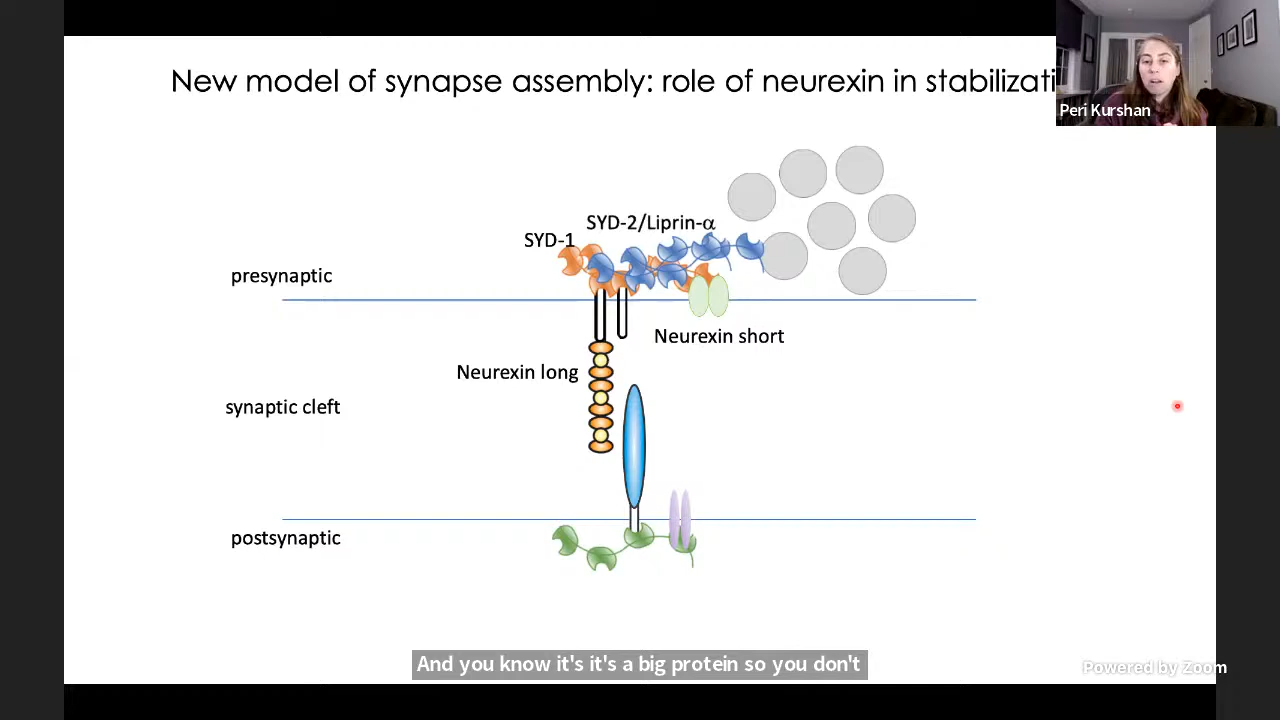 New model of synapse assembly: role of neurexin in stabilizati
Peri Kurshan
SYD-2/Liprin-α
SYD-1
presynaptic
Neurexin short
Neurexin long
synaptic cleft
postsynaptic
And you know it's it's a big protein so you don't
Powered by Zoom